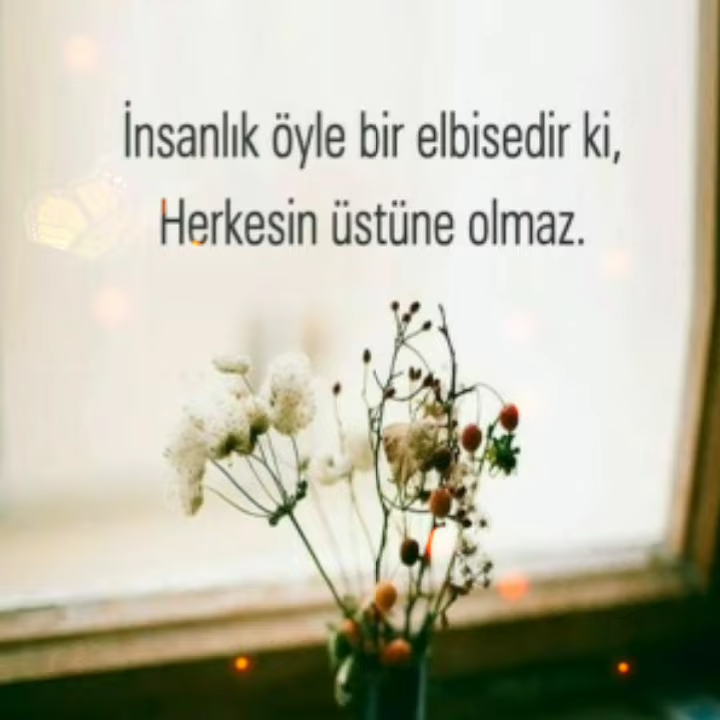 İnsanlık öyle bir elbisedir ki,
Herkesin üstüne olmaz.